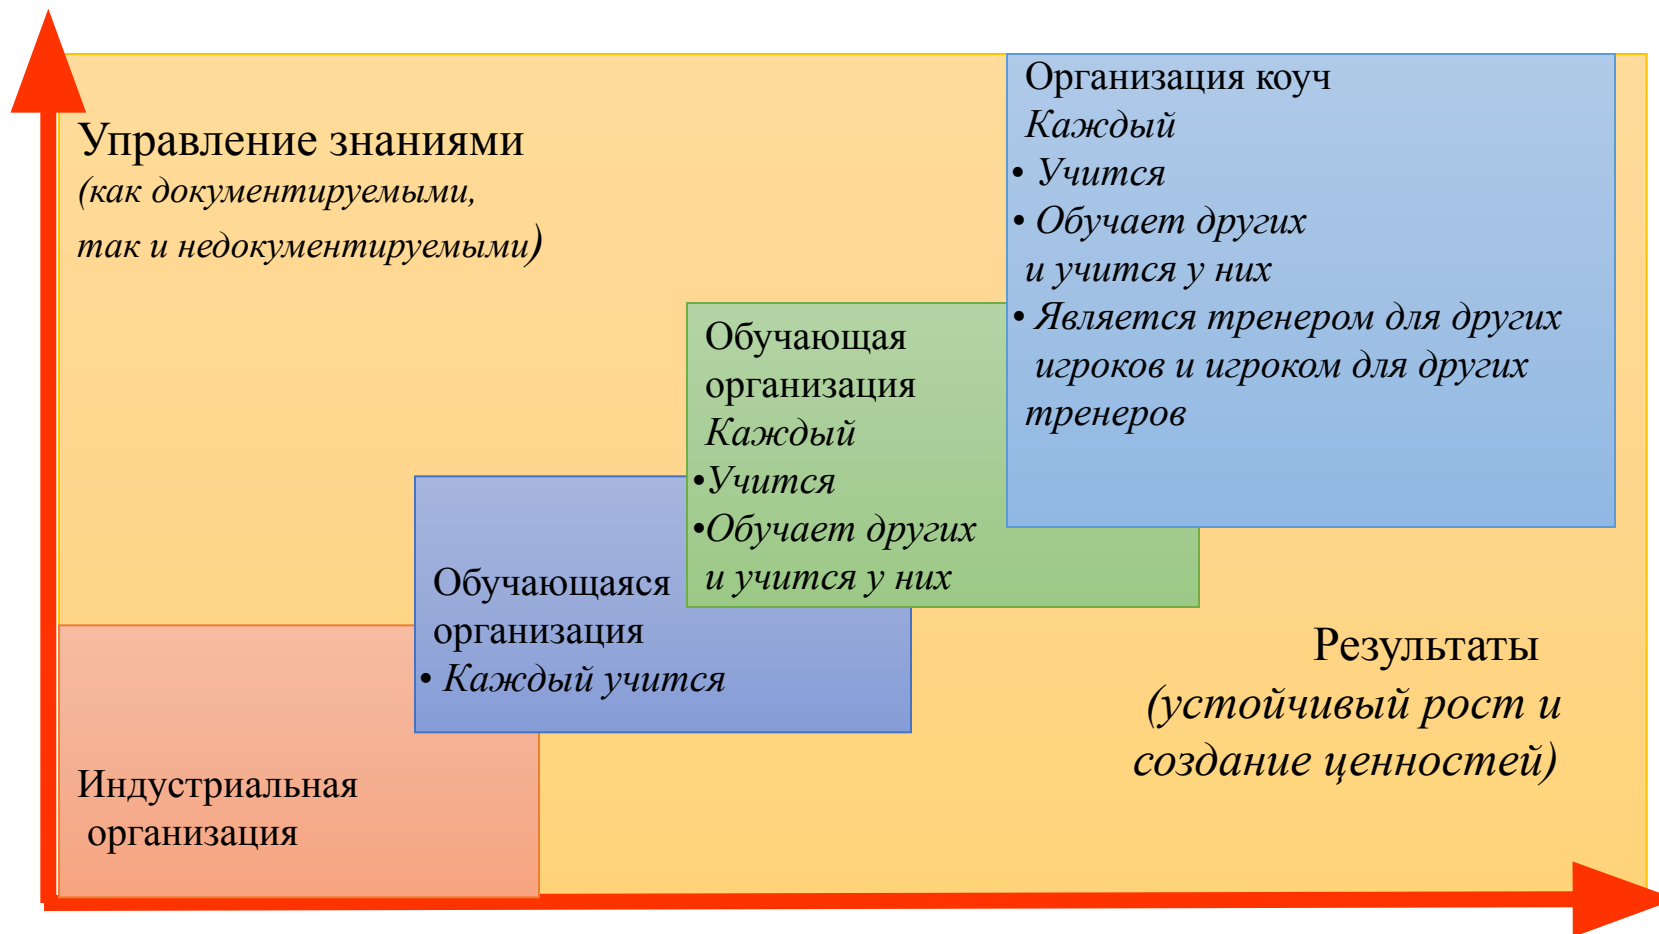 Управление знаниями
(как документируемыми,
так и недокументируемыми)
Организация коуч
Каждый
• Учится
• Обучает других
и учится у них
• Является тренером для других
игроков и игроком для других
тренеров
Обучающая
организация
Каждый
•Учится
•Обучает других
и учится у них
Обучающаяся
организация
• Каждый учится
Индустриальная
организация
Результаты
(устойчивый рост и
создание ценностей)